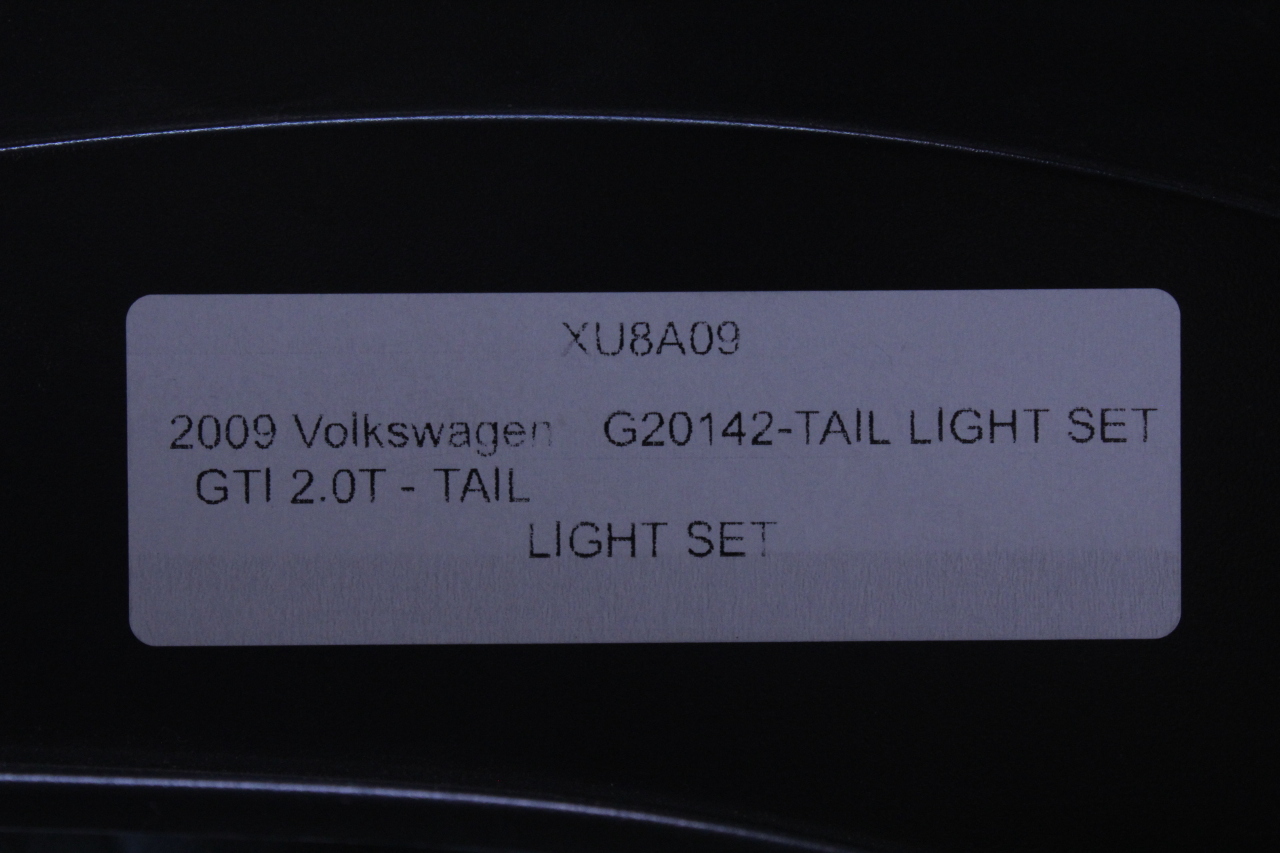 XU8A09
2009 Volkswagen G20142-TAIL LIGHT SET
GTI 2.0T - TAIL
LIGHT SET